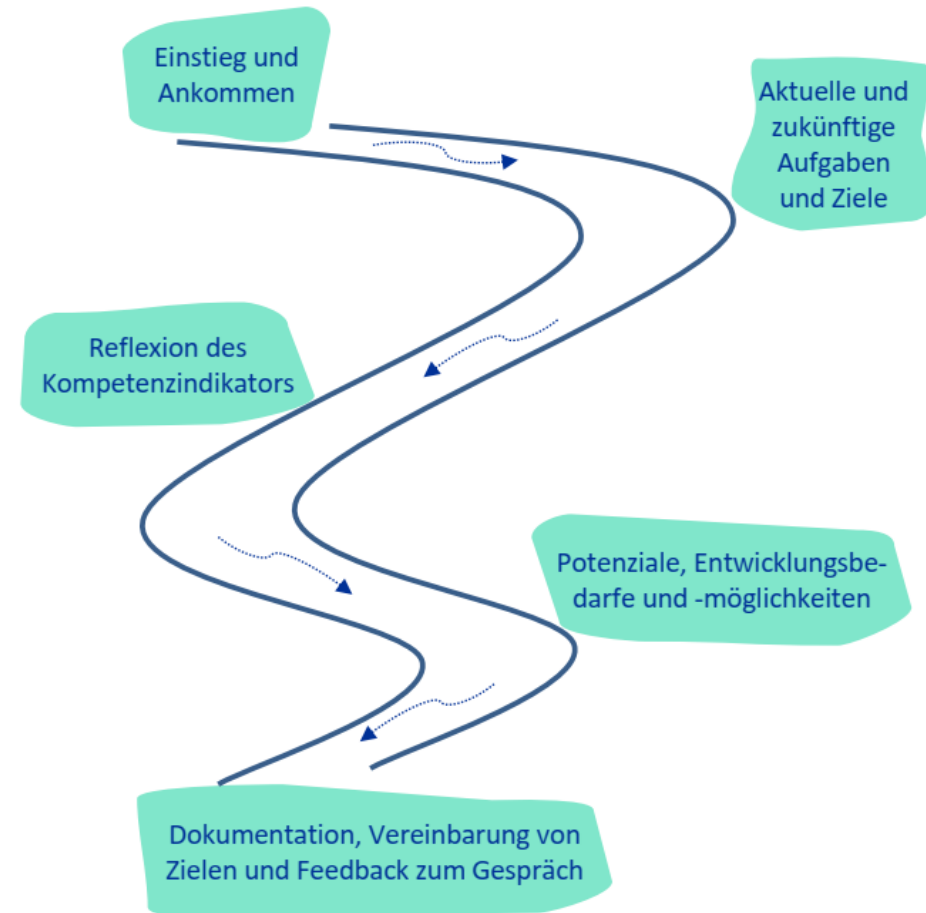 Einstieg und
Ankommen
Aktuelle und
zukünftige
Aufgaben
und Ziele
Reflexion des
Kompetenzindikators
Potenziale, Entwicklungsbe-
darfe und -möglichkeiten
Dokumentation, Vereinbarung von
Zielen und Feedback zum Gespräch